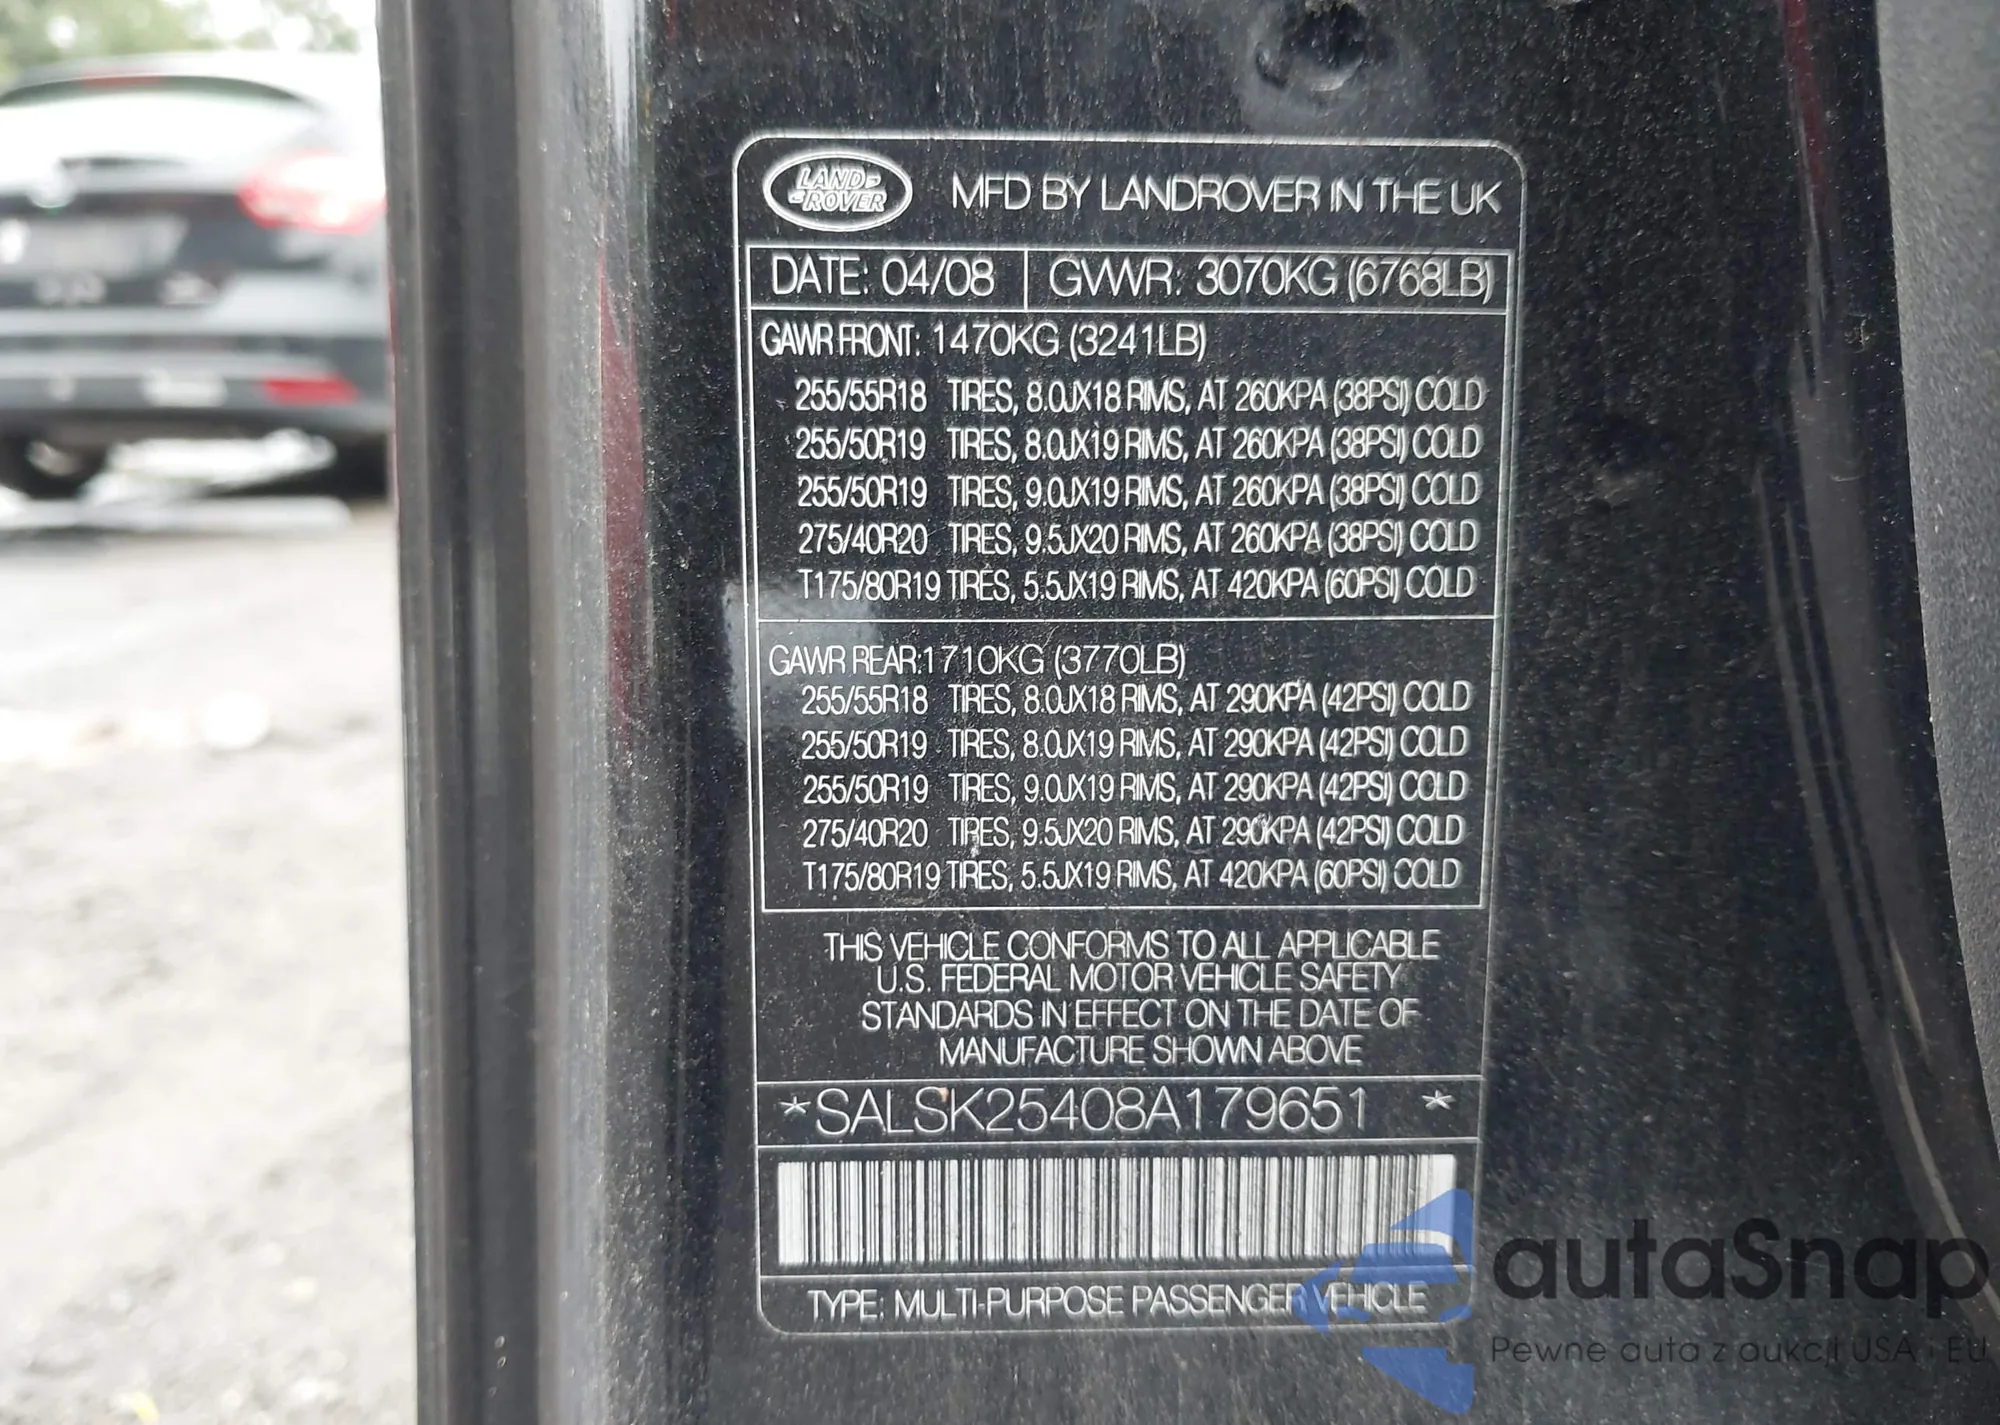 LAND ROVER
MFD BY LANDROVER IN THE UK
DATE: 04/08 GVWR: 3070KG (6768LB)
GAWR FRONT: 1470KG (3241LB)
255/55R18 TIRES, 8.0JX18 RIMS, AT 260KPA (38PSI) COLD
255/50R19 TIRES, 8.0JX19 RIMS, AT 260KPA (38PSI) COLD
255/50R19 TIRES, 9.0JX19 RIMS, AT 260KPA (38PSI) COLD
275/40R20 TIRES, 9.5JX20 RIMS, AT 260KPA (38PSI) COLD
T175/80R19 TIRES, 5.5JX19 RIMS, AT 420KPA (60PSI) COLD
GAWR REAR:1710KG (3770LB)
255/55R18 TIRES, 8.0JX18 RIMS, AT 290KPA (42PSI) COLD
255/50R19 TIRES, 8.0JX19 RIMS, AT 290KPA (42PSI) COLD
255/50R19 TIRES, 9.0JX19 RIMS, AT 290KPA (42PSI) COLD
275/40R20 TIRES, 9.5JX20 RIMS, AT 290KPA (42PSI) COLD
T175/80R19 TIRES, 5.5JX19 RIMS, AT 420KPA (60PSI) COLD
THIS VEHICLE CONFORMS TO ALL APPLICABLE
U.S. FEDERAL MOTOR VEHICLE SAFETY
STANDARDS IN EFFECT ON THE DATE OF
MANUFACTURE SHOWN ABOVE
*SALSK25408A179651 *
TYPE: MULTI-PURPOSE PASSENGER VEHICLE
autaSnap
Pewne auta z aukcji USA i EU